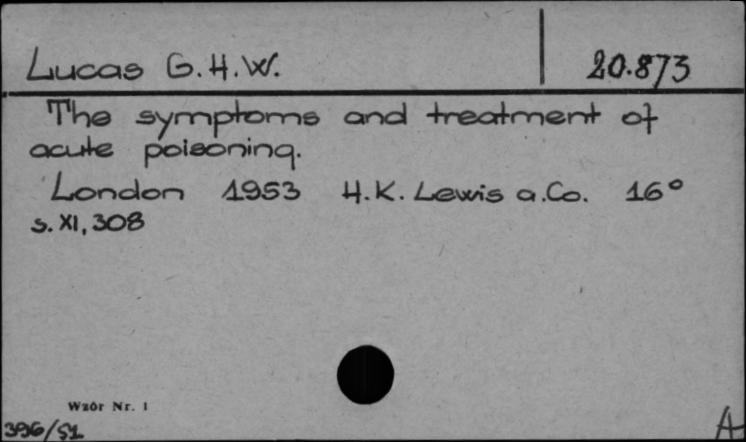 Lucas G.H.W.
20.873
The symptoms and treatment of
acute poisoning.
London 1953 H.K. Lewis a.Co. 16°
s. XI, 308
Wzór Nr. 1
396/51
A